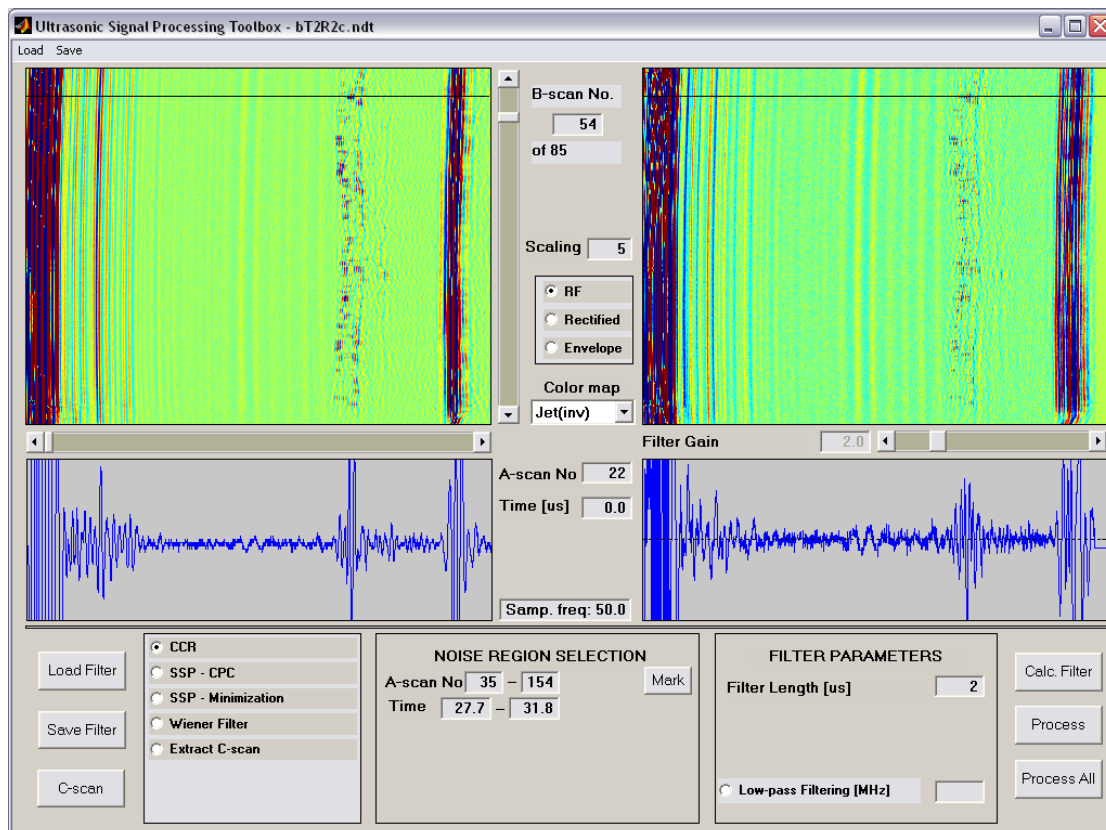 Ultrasonic Signal Processing Toolbox - bT2R2c.ndt
Load Save
B-scan No.
54
of 85
Scaling 5
RF
Rectified
Envelope
Color map
Jet(inv)
Filter Gain 2.0
A-scan No 22
Time [us] 0.0
Samp. freq: 50.0
Load Filter
Save Filter
C-scan
CCR
SSP - CPC
SSP - Minimization
Wiener Filter
Extract C-scan
NOISE REGION SELECTION
A-scan No 35 - 154 Mark
Time 27.7 - 31.8
FILTER PARAMETERS
Filter Length [us] 2
Low-pass Filtering [MHz]
Calc. Filter
Process
Process All